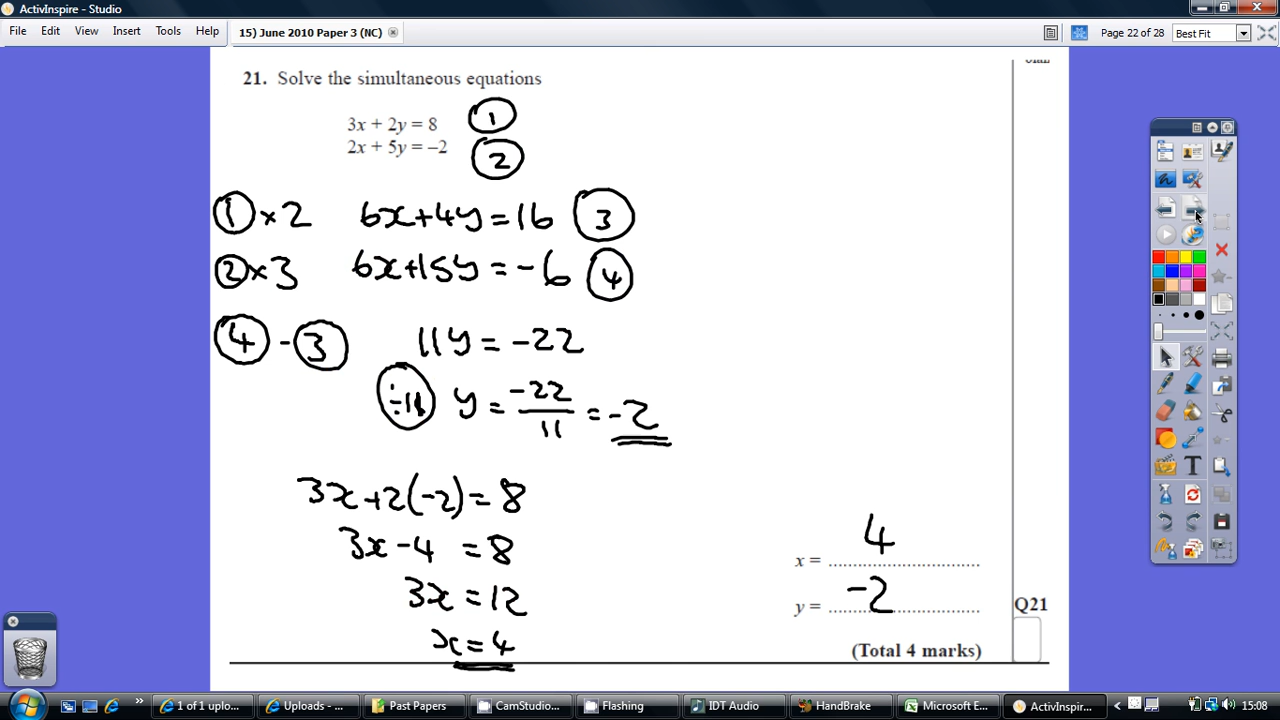 ActivInspire - Studio
File Edit View Insert Tools Help
15) June 2010 Paper 3 (NC)
Page 22 of 28
Best Fit
21. Solve the simultaneous equations
3x + 2y = 8 ①
2x + 5y = –2 ②
① × 2 6x+4y=16 ③
② × 3 6x+15y = -6 ④
④ - ③ 11y = -22
÷11 y = -22/11 = -2
3x+2(-2) = 8
3x-4 = 8
3x = 12
x = 4
x = 4
y = -2
Q21
(Total 4 marks)
1 of 1 uplo... Uploads - ... Past Papers CamStudio... Flashing IDT Audio HandBrake Microsoft E... ActivInspir... 15:08